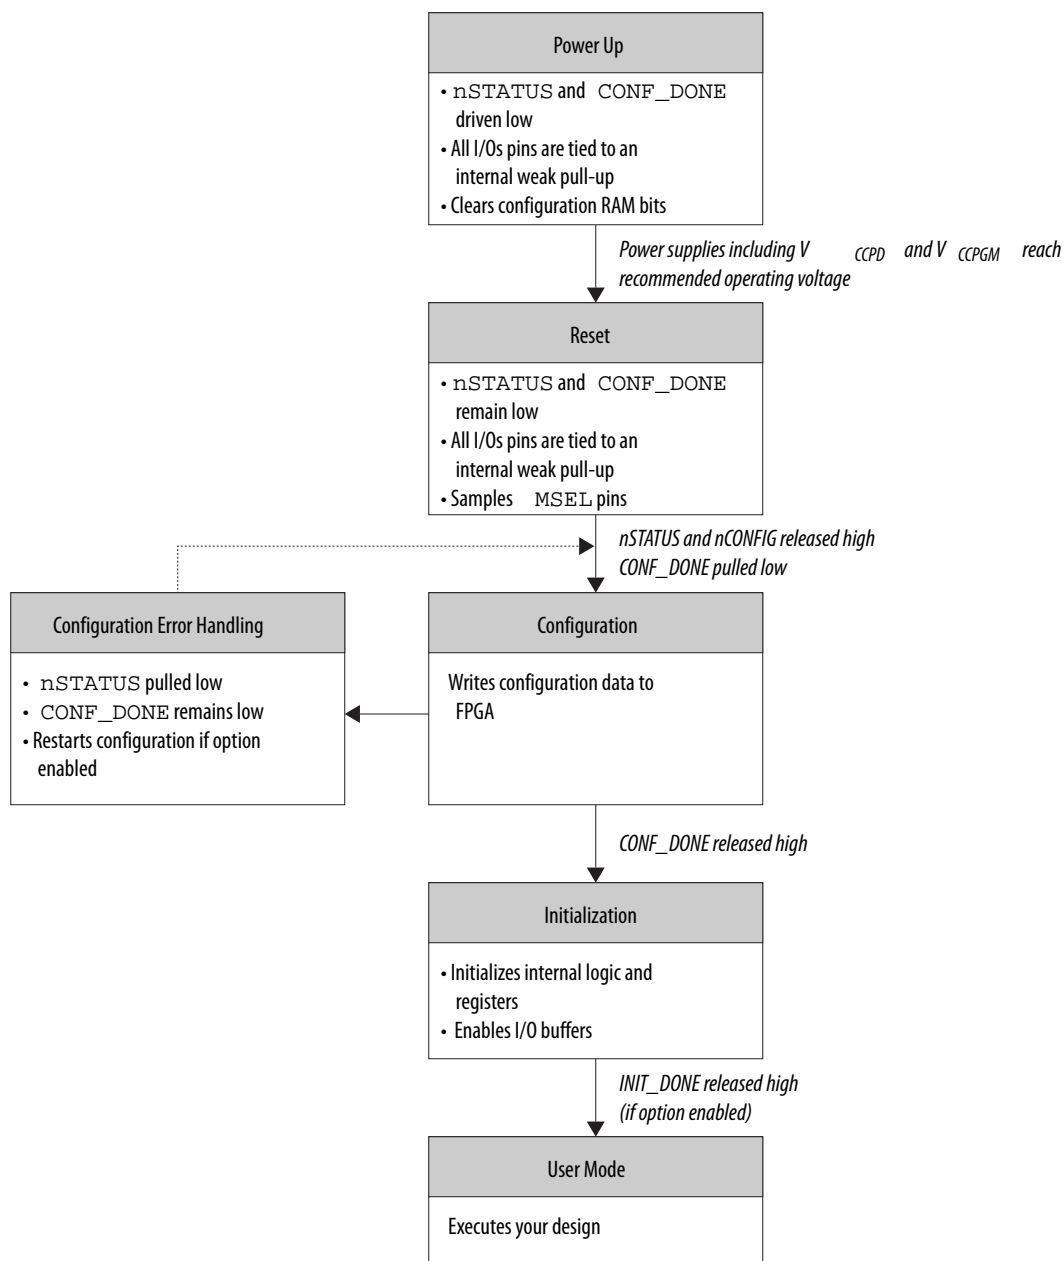 Power Up
• nSTATUS and CONF_DONE
driven low
• All I/Os pins are tied to an
internal weak pull-up
• Clears configuration RAM bits
Power supplies including V CCPD and V CCPGM reach
recommended operating voltage
Reset
• nSTATUS and CONF_DONE
remain low
• All I/Os pins are tied to an
internal weak pull-up
• Samples MSEL pins
nSTATUS and nCONFIG released high
CONF_DONE pulled low
Configuration Error Handling
• nSTATUS pulled low
• CONF_DONE remains low
• Restarts configuration if option
enabled
Configuration
Writes configuration data to
FPGA
CONF_DONE released high
Initialization
• Initializes internal logic and
registers
• Enables I/O buffers
INIT_DONE released high
(if option enabled)
User Mode
Executes your design